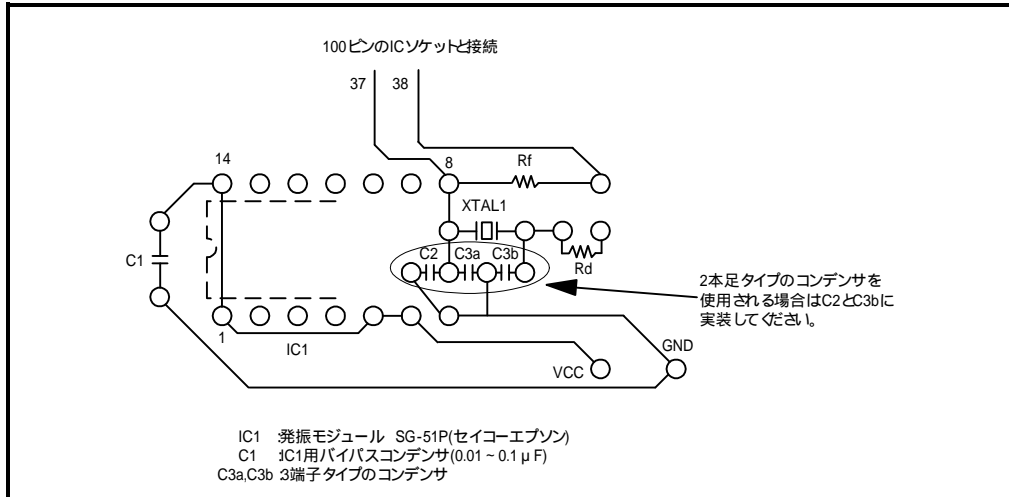 100ピンのICソケットと接続
37 38
14 8 Rf
XTAL1
C1 C2 C3a C3b
Rd
2本足タイプのコンデンサを
使用される場合はC2とC3bに
実装してください。
1 IC1
VCC GND
IC1 :発振モジュール SG-51P(セイコーエプソン)
C1 :IC1用バイパスコンデンサ(0.01~0.1μF)
C3a,C3b :3端子タイプのコンデンサ